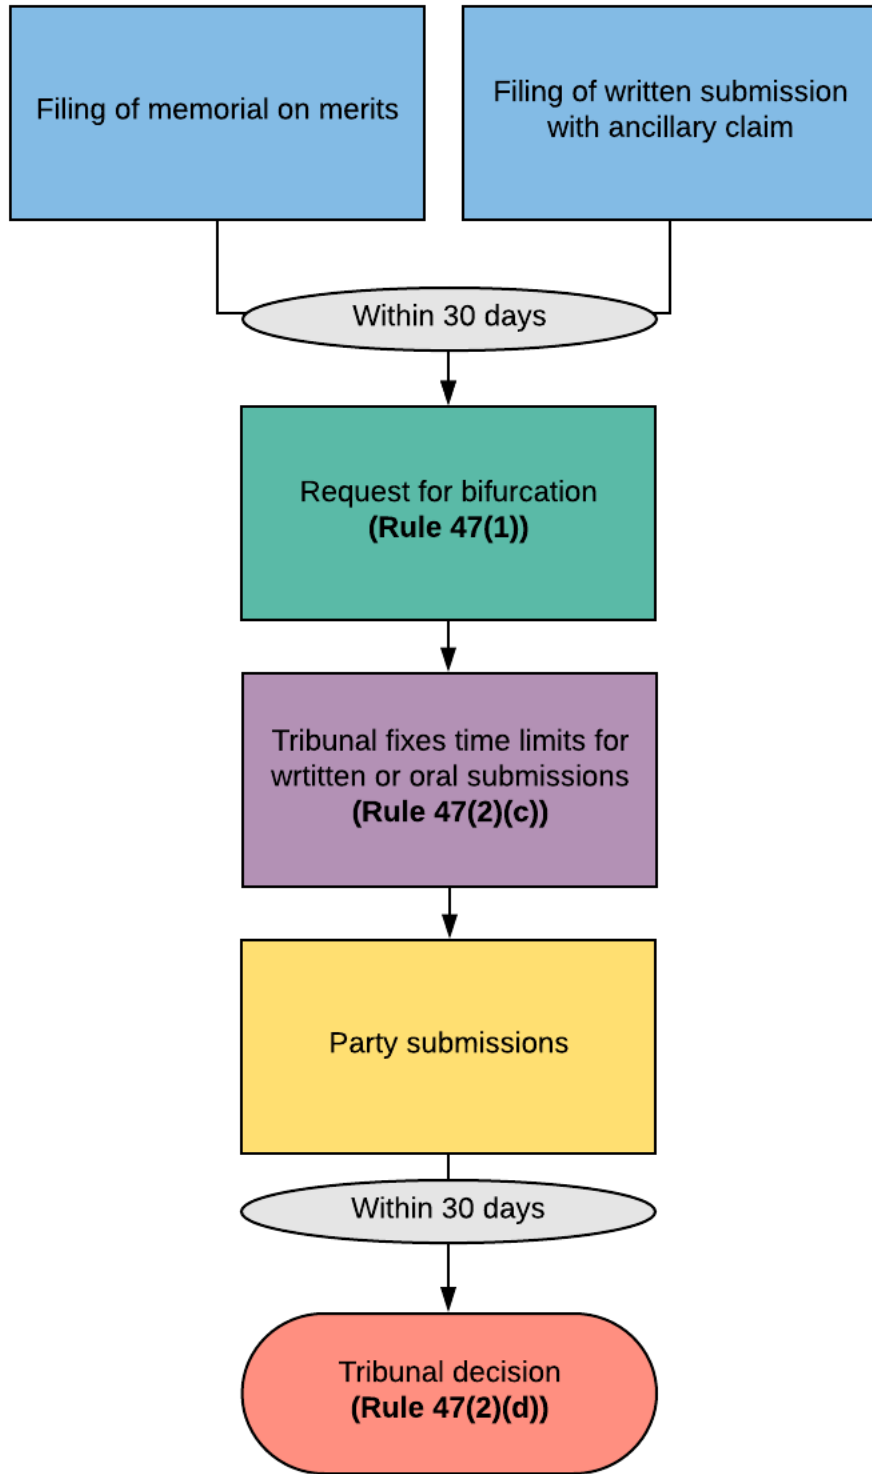 Filing of memorial on merits
Filing of written submission
with ancillary claim
Within 30 days
Request for bifurcation
(Rule 47(1))
Tribunal fixes time limits for
wrtitten or oral submissions
(Rule 47(2)(c))
Party submissions
Within 30 days
Tribunal decision
(Rule 47(2)(d))